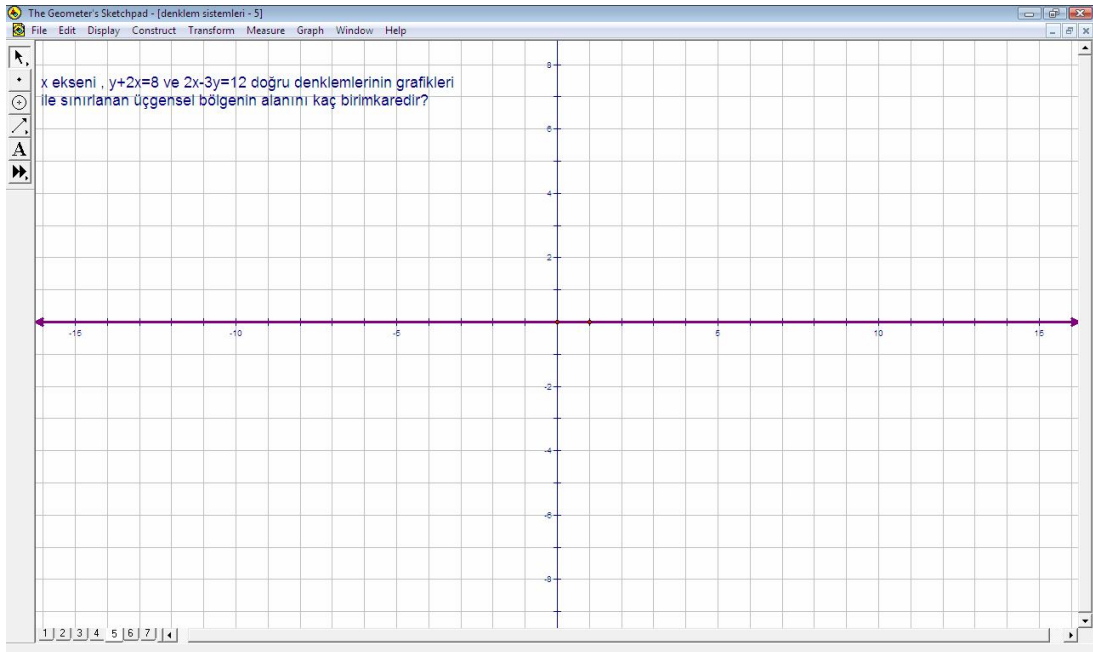 The Geometer's Sketchpad - [denklem sistemleri - 5]
File Edit Display Construct Transform Measure Graph Window Help
x ekseni , y+2x=8 ve 2x-3y=12 doğru denklemlerinin grafikleri
ile sınırlanan üçgensel bölgenin alanını kaç birimkaredir?
A
8
6
4
2
-15 -10 -5 5 10 15
-2
-4
-6
-8
1 2 3 4 5 6 7